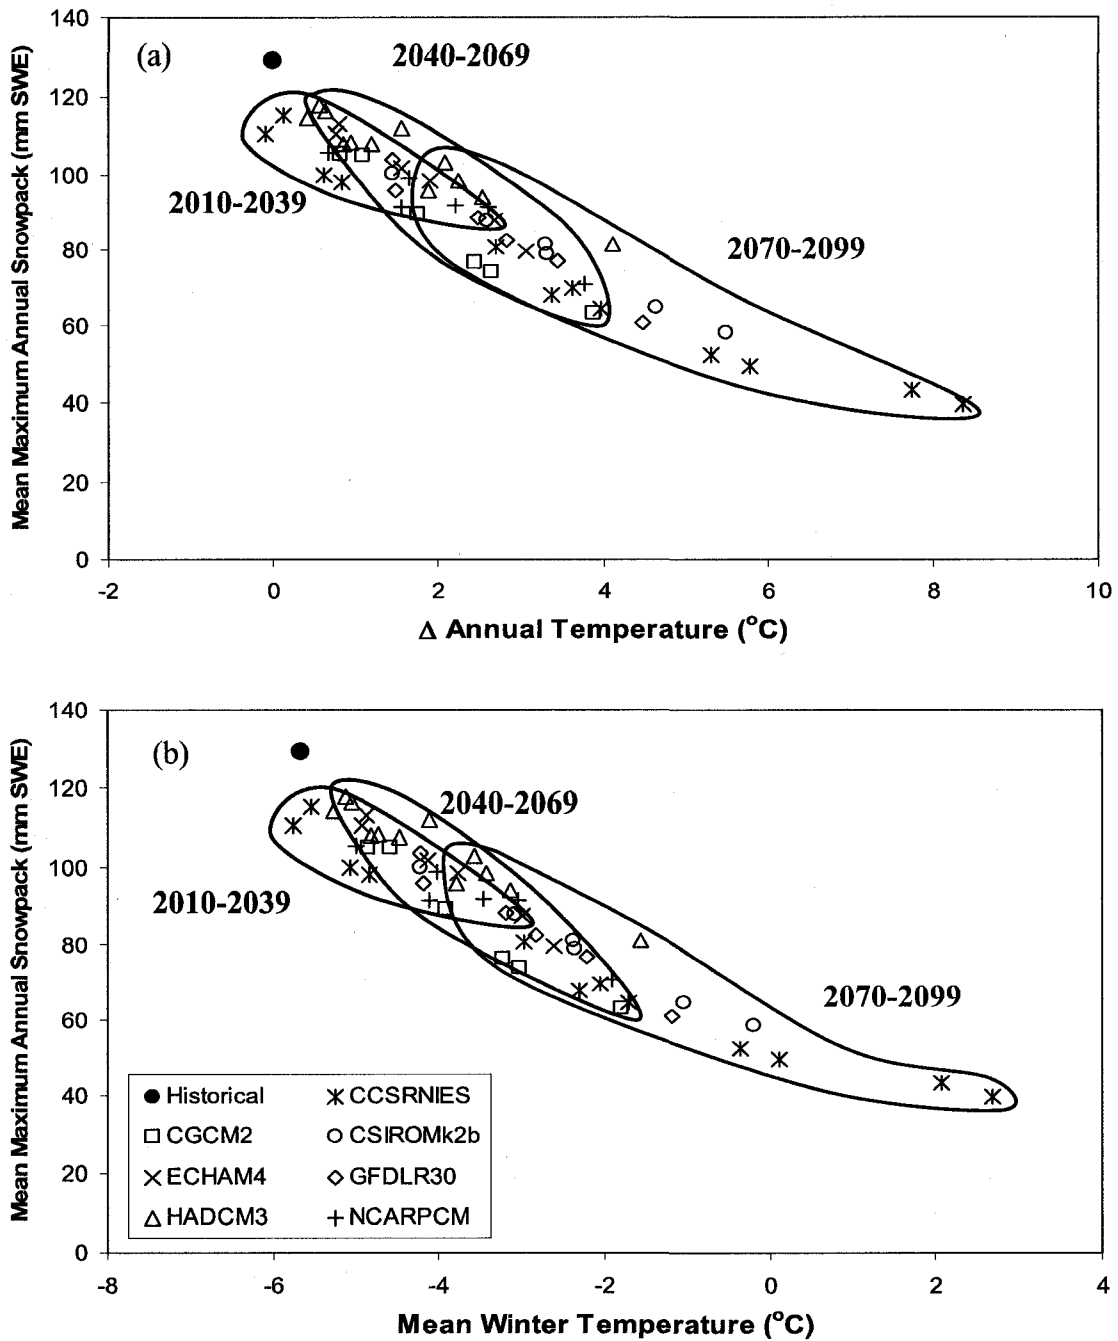 140
120
100
80
60
40
20
0
Mean Maximum Annual Snowpack (mm SWE)
(a)
2040-2069
2010-2039
2070-2099
-2 0 2 4 6 8 10
Δ Annual Temperature (°C)
140
120
100
80
60
40
20
0
Mean Maximum Annual Snowpack (mm SWE)
(b)
2040-2069
2010-2039
2070-2099
Historical CCSRNIES
CGCM2 CSIROMk2b
ECHAM4 GFDLR30
HADCM3 NCARPCM
-8 -6 -4 -2 0 2 4
Mean Winter Temperature (°C)